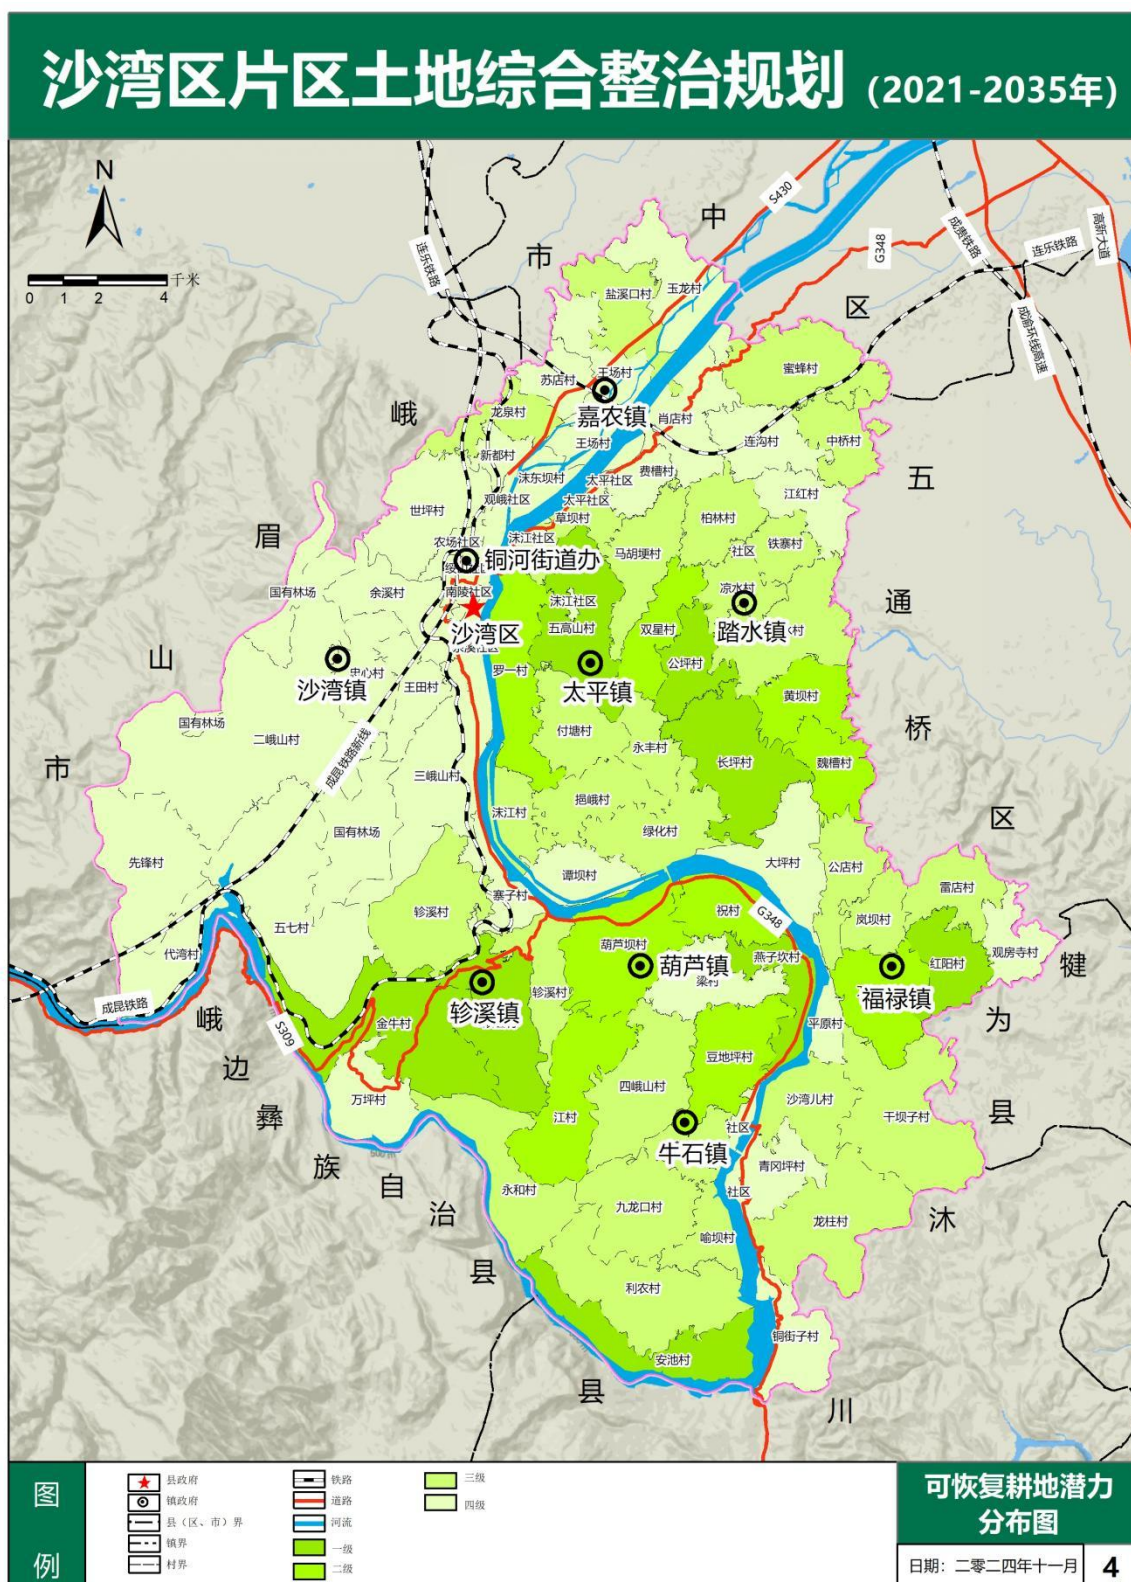 沙湾区片区土地综合整治规划（2021-2035年）
N
0 1 2 4 千米
中
市
区
S430
G348
成贵铁路
连乐铁路
高新大道
连乐铁路
成渝环线高速
玉龙村
盐溪口村
蜜蜂村
苏店村
王场村
嘉农镇
龙泉村
肖店村
峨
王场村
连沟村
中桥村
新都村
沫东坝村
太平社区
费槽村
五
江红村
观峨社区
太平社区
世坪村
草坝村
柏林村
眉
农场社区
沫江社区
马胡埂村
社区
铁寨村
铜河街道办
国有林场
余溪村
南陵社区
沫江社区
凉水村
通
沙湾区
五高山村
双星村
踏水镇
山
沙湾镇
忠心村
王田村
罗一村
太平镇
公坪村
黄坝村
国有林场
二峨山村
付塘村
永丰村
桥
市
成昆铁路新线
三峨山村
长坪村
魏槽村
沫江村
挹峨村
区
国有林场
绿化村
先锋村
谭坝村
大坪村
公店村
寨子村
雷店村
轸溪村
祝村
G348
岚坝村
五七村
代湾村
葫芦坝村
燕子坎村
观房寺村
犍
葫芦镇
红阳村
轸溪镇
轸溪村
梁村
福禄镇
成昆铁路
S309
金牛村
平原村
为
峨
边
豆地坪村
四峨山村
沙湾儿村
彝
万坪村
江村
社区
干坝子村
县
牛石镇
族
青冈坪村
自
永和村
社区
治
九龙口村
龙柱村
沐
喻坝村
县
利农村
铜街子村
安池村
县
川
图
例
县政府
镇政府
县（区、市）界
镇界
村界
铁路
道路
河流
一级
二级
三级
四级
可恢复耕地潜力
分布图
日期：二零二四年十一月
4